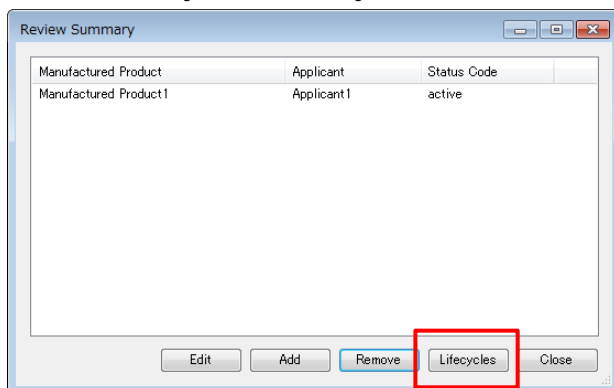 Review Summary
Manufactured Product Applicant Status Code
Manufactured Product1 Applicant1 active
Edit Add Remove Lifecycles Close